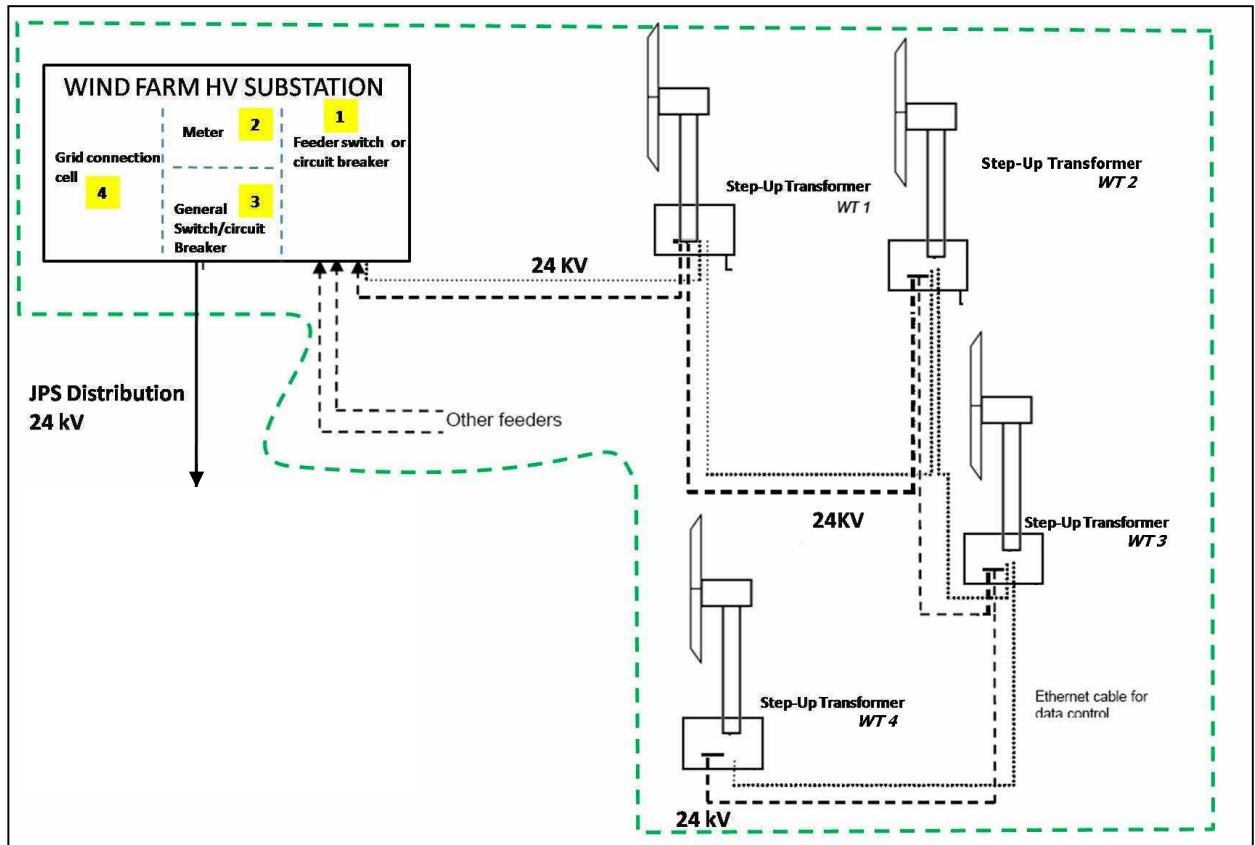 WIND FARM HV SUBSTATION
1
Meter 2
Feeder switch or
circuit breaker
Grid connection
cell
4
General 3
Switch/circuit
Breaker
Step-Up Transformer
WT 1
Step-Up Transformer
WT 2
24 KV
JPS Distribution
24 kV
Other feeders
24KV
Step-Up Transformer
WT 3
Step-Up Transformer
WT 4
Ethernet cable for
data control
24 kV